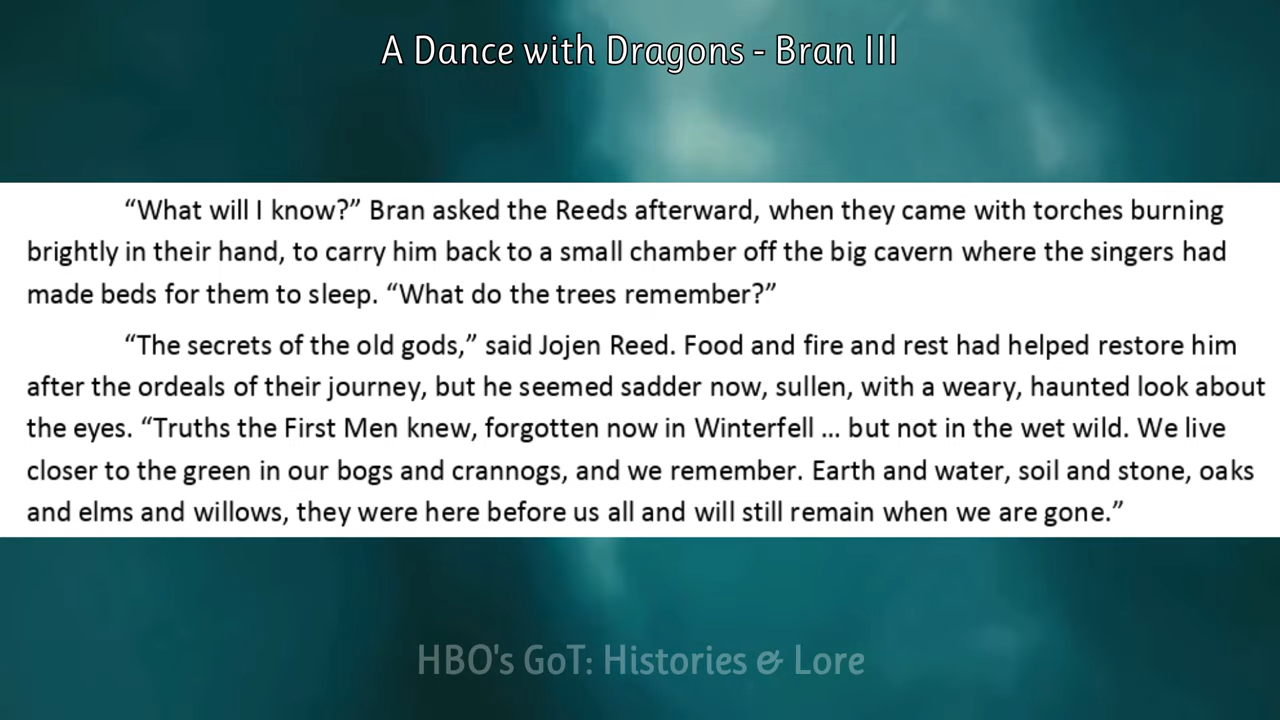 A Dance with Dragons - Bran III
“What will I know?” Bran asked the Reeds afterward, when they came with torches burning
brightly in their hand, to carry him back to a small chamber off the big cavern where the singers had
made beds for them to sleep. “What do the trees remember?”
“The secrets of the old gods,” said Jojen Reed. Food and fire and rest had helped restore him
after the ordeals of their journey, but he seemed sadder now, sullen, with a weary, haunted look about
the eyes. “Truths the First Men knew, forgotten now in Winterfell ... but not in the wet wild. We live
closer to the green in our bogs and crannogs, and we remember. Earth and water, soil and stone, oaks
and elms and willows, they were here before us all and will still remain when we are gone.”
HBO's GoT: Histories & Lore